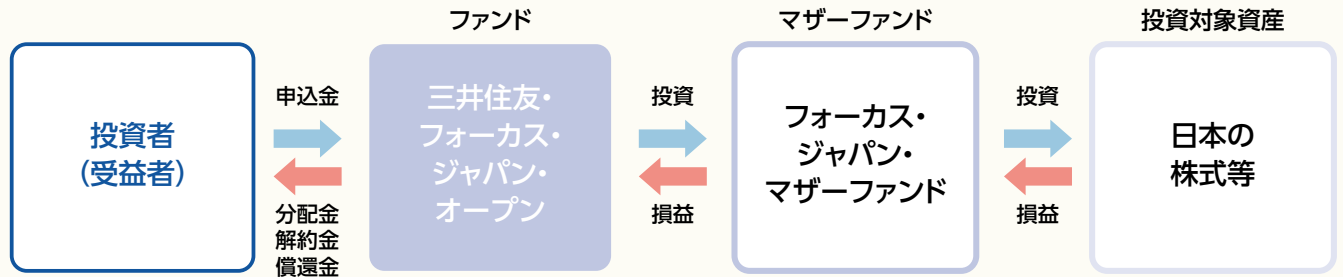 ファンド
マザーファンド
投資対象資産
投資者
(受益者)
申込金
分配金
解約金
償還金
三井住友・
フォーカス・
ジャパン・
オープン
投資
損益
フォーカス・
ジャパン・
マザーファンド
投資
損益
日本の
株式等